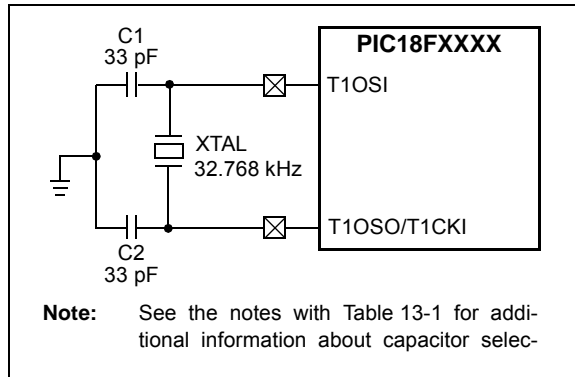 C1
33 pF
PIC18FXXXX
T1OSI
XTAL
32.768 kHz
T1OSO/T1CKI
C2
33 pF
Note: See the notes with Table 13-1 for addi-
tional information about capacitor selec-